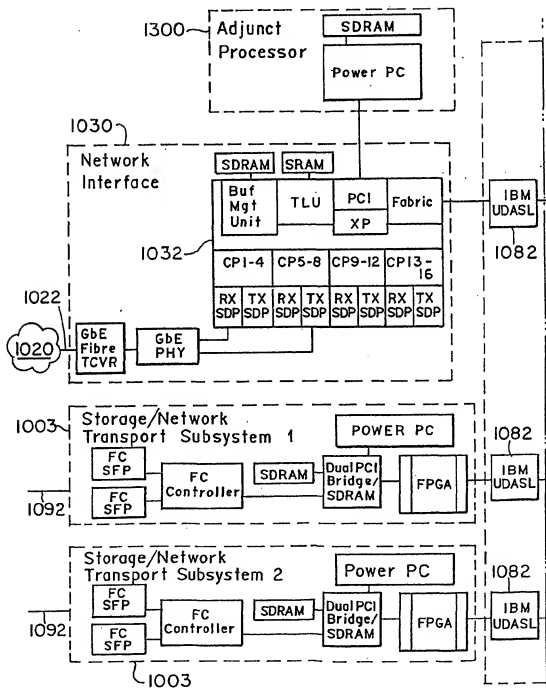 1300
Adjunct
Processor
SDRAM
Power PC
1030
Network
Interface
SDRAM
SRAM
Buf
Mgt
Unit
TLU
PCI
XP
Fabric
1032
CP1-4
CP5-8
CP9-12
CP13-
16
RX
SDP
TX
SDP
RX
SDP
TX
SDP
RX
SDP
TX
SDP
RX
SDP
TX
SDP
IBM
UDASL
1082
1022
1020
GbE
Fibre
TCVR
GbE
PHY
1003
Storage/Network
Transport Subsystem 1
POWER PC
1082
FC
SFP
FC
SFP
1092
FC
Controller
SDRAM
Dual PCI
Bridge/
SDRAM
FPGA
IBM
UDASL
Storage/Network
Transport Subsystem 2
Power PC
1082
FC
SFP
FC
SFP
1092
FC
Controller
SDRAM
Dual PCI
Bridge/
SDRAM
FPGA
IBM
UDASL
1003